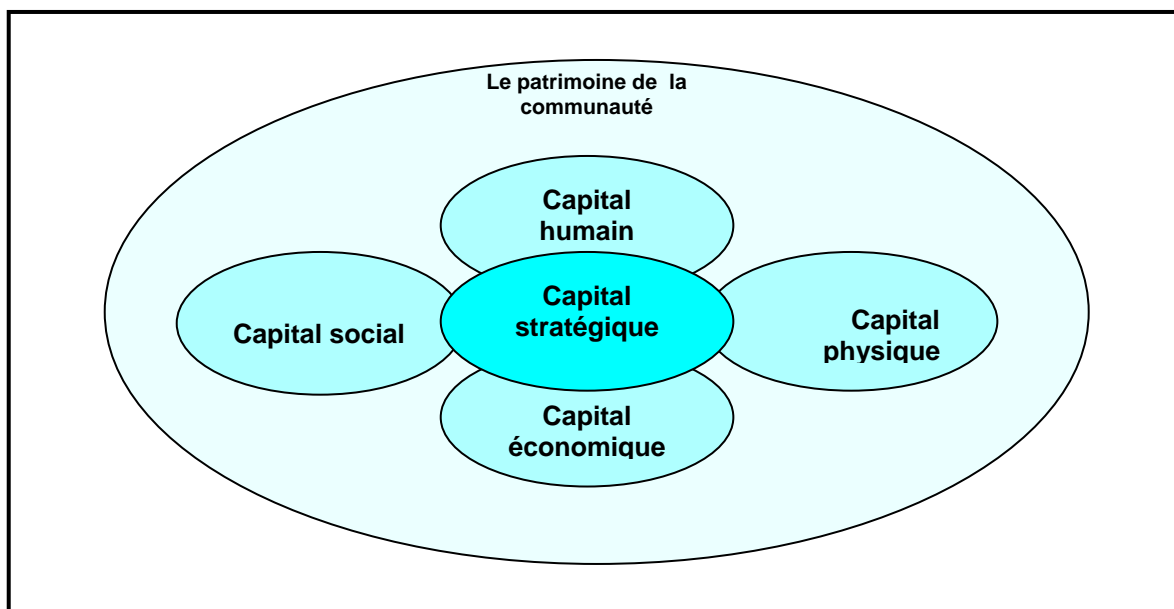 Le patrimoine de la
communauté
Capital
humain
Capital
stratégique
Capital social
Capital
physique
Capital
économique